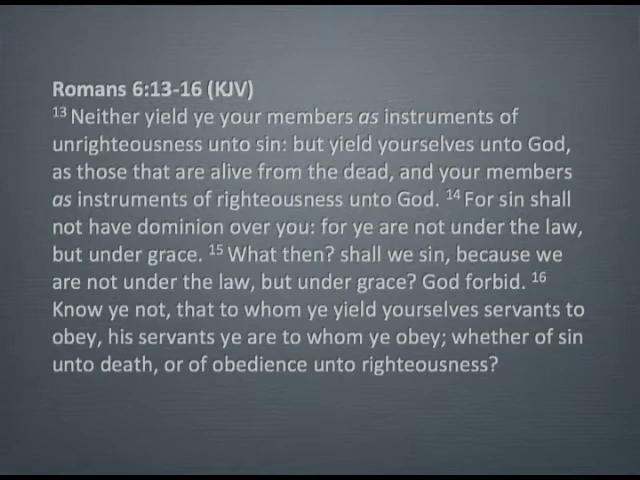 Romans 6:13-16 (KJV)
13 Neither yield ye your members as instruments of
unrighteousness unto sin: but yield yourselves unto God,
as those that are alive from the dead, and your members
as instruments of righteousness unto God. 14 For sin shall
not have dominion over you: for ye are not under the law,
but under grace. 15 What then? shall we sin, because we
are not under the law, but under grace? God forbid. 16
Know ye not, that to whom ye yield yourselves servants to
obey, his servants ye are to whom ye obey; whether of sin
unto death, or of obedience unto righteousness?